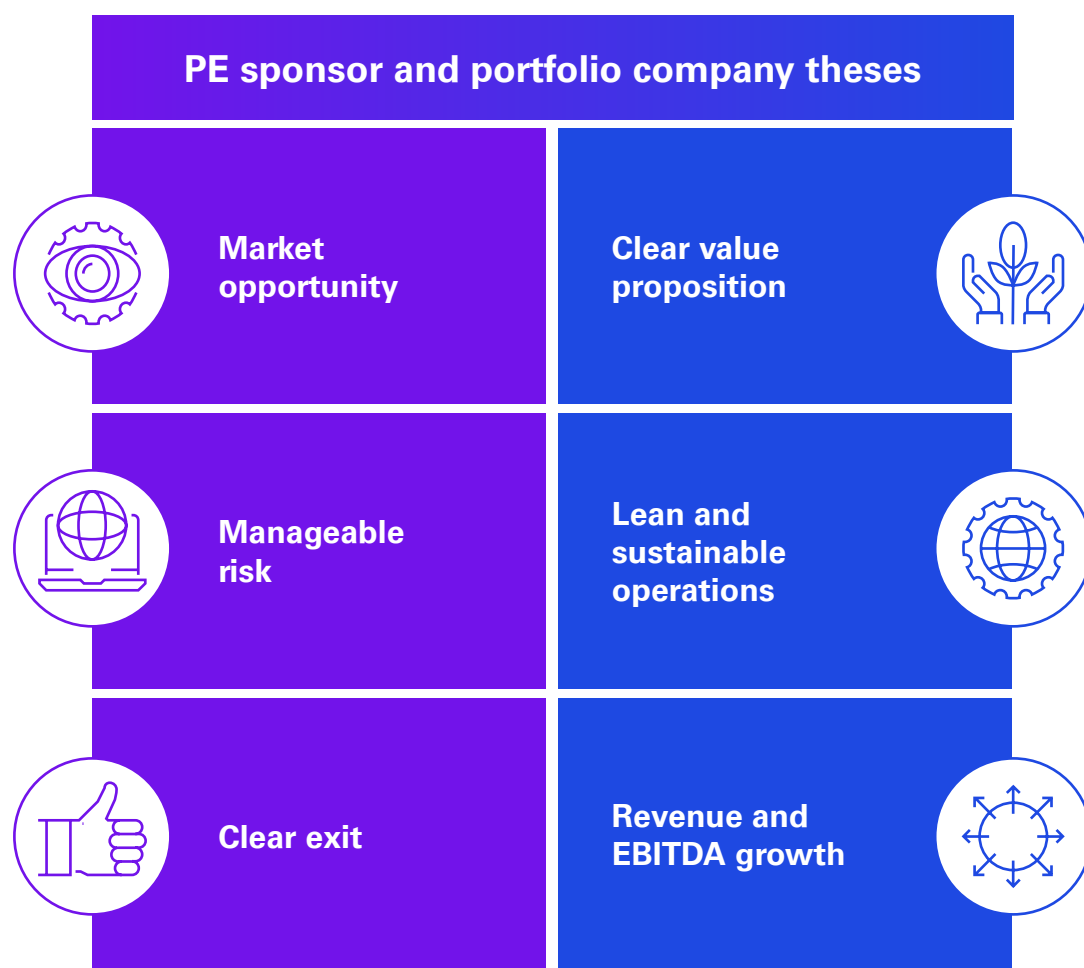 PE sponsor and portfolio company theses
Market
opportunity
Clear value
proposition
Manageable
risk
Lean and
sustainable
operations
Clear exit
Revenue and
EBITDA growth